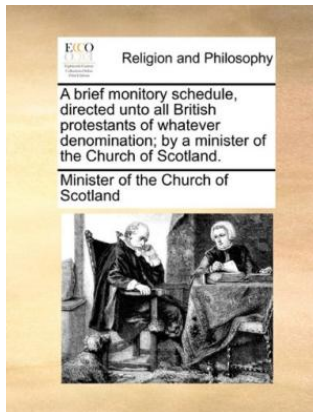 ECCO
Religion and Philosophy
A brief monitory schedule,
directed unto all British
protestants of whatever
denomination; by a minister of
the Church of Scotland.
Minister of the Church of
Scotland